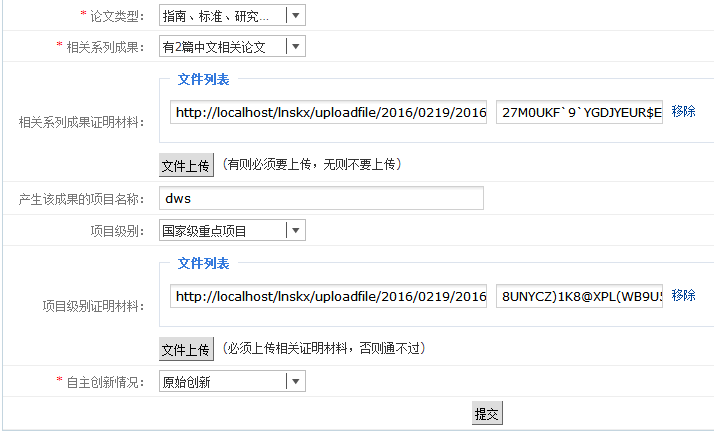 * 论文类型： 指南、标准、研究...
* 相关系列成果： 有2篇中文相关论文
文件列表
相关系列成果证明材料： http://localhost/lnskx/uploadfile/2016/0219/2016 27M0UKF`9`YGDJYEUR$E 移除
文件上传 （有则必须要上传，无则不要上传）
产生该成果的项目名称： dws
项目级别： 国家级重点项目
文件列表
项目级别证明材料： http://localhost/lnskx/uploadfile/2016/0219/2016 8UNYCZ)1K8@XPL(WB9U5 移除
文件上传 （必须上传相关证明材料，否则通不过）
* 自主创新情况： 原始创新
提交